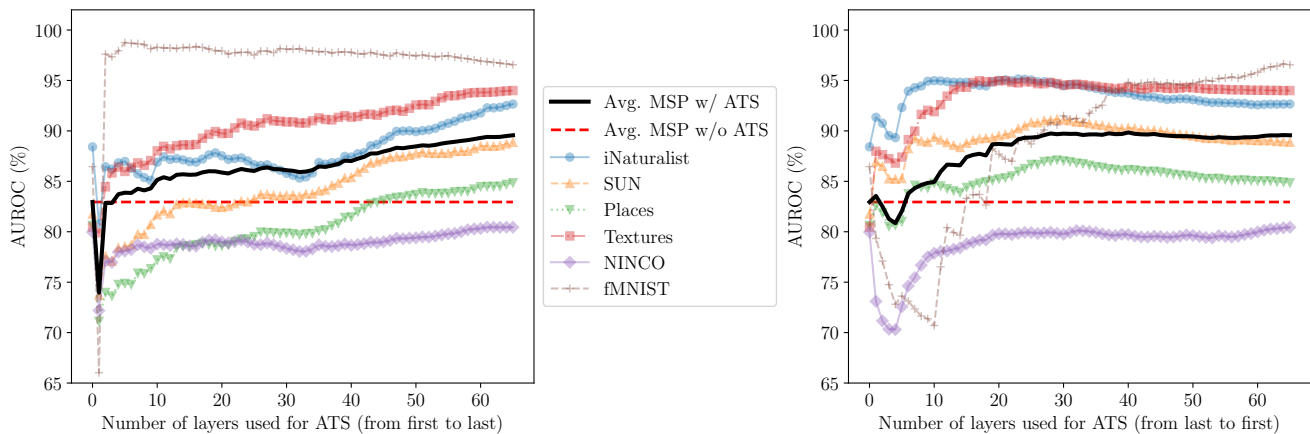 100
95
90
85
80
75
70
65
AUROC (%)
0 10 20 30 40 50 60
Number of layers used for ATS (from first to last)
Avg. MSP w/ ATS
Avg. MSP w/o ATS
iNaturalist
SUN
Places
Textures
NINCO
fMNIST
100
95
90
85
80
75
70
65
AUROC (%)
0 10 20 30 40 50 60
Number of layers used for ATS (from last to first)